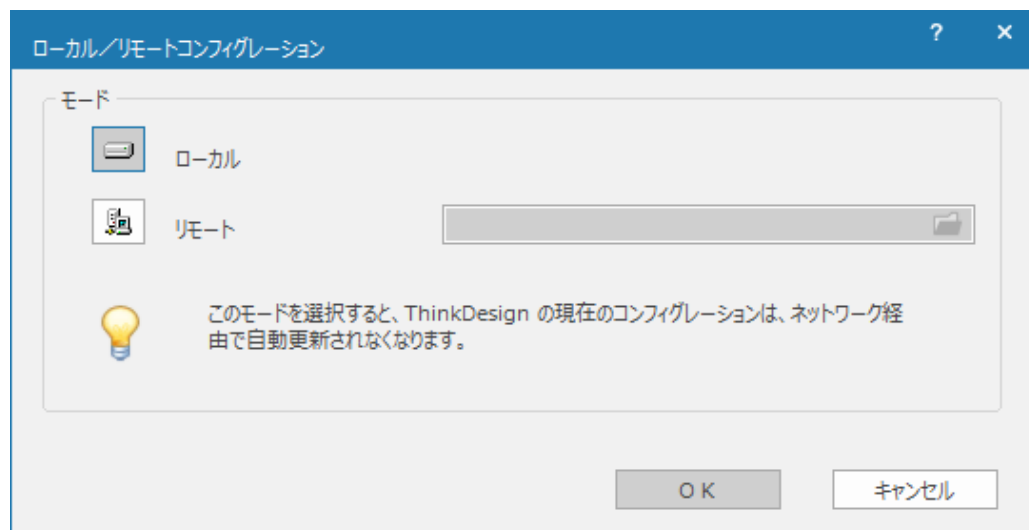 ローカル／リモートコンフィグレーション
?
×
モード
ローカル
リモート
このモードを選択すると、ThinkDesign の現在のコンフィグレーションは、ネットワーク経
由で自動更新されなくなります。
OK
キャンセル